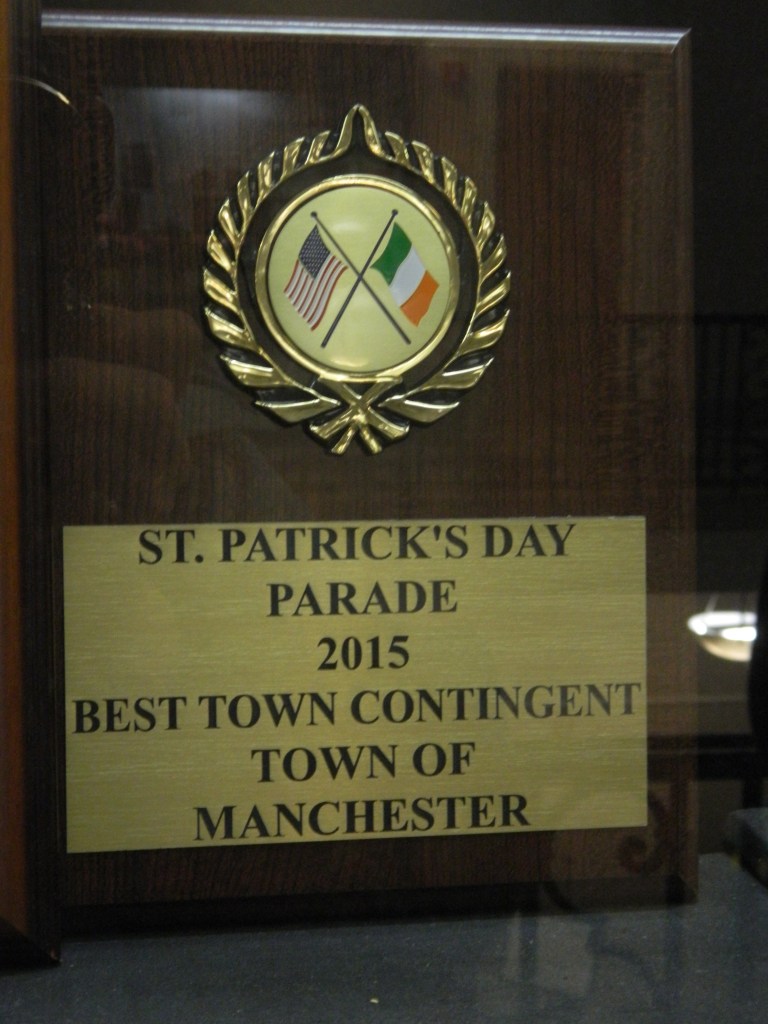 ST. PATRICK'S DAY
PARADE
2015
BEST TOWN CONTINGENT
TOWN OF
MANCHESTER